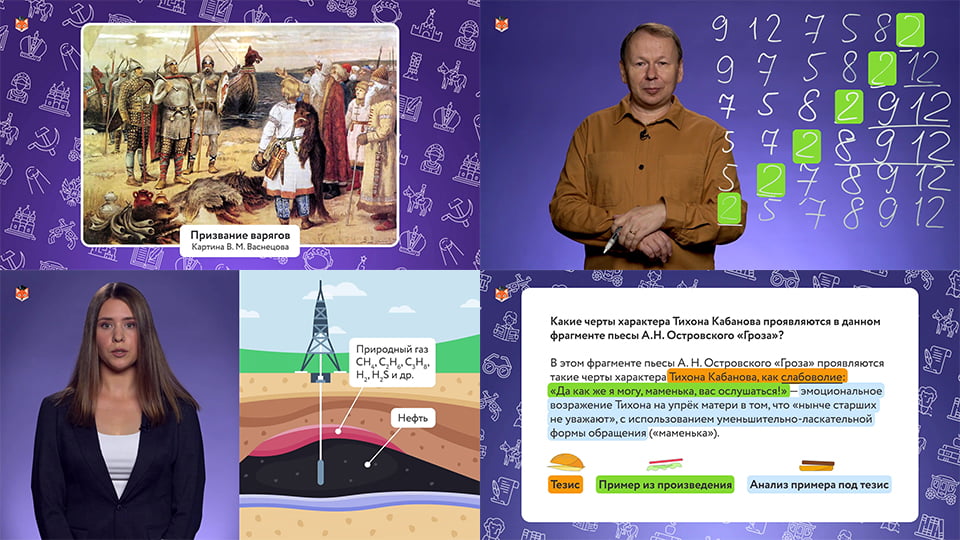 Призвание варягов
Картина В. М. Васнецова
9 12 7 5 8 2
9 7 5 8 2 12
7 5 8 2 9 12
5 7 2 8 9 12
5 2 7 8 9 12
2 5 7 8 9 12
Природный газ
CH₄, C₂H₆, C₃H₈,
H₂, H₂S и др.
Нефть
Какие черты характера Тихона Кабанова проявляются в данном
фрагменте пьесы А.Н. Островского «Гроза»?
В этом фрагменте пьесы А. Н. Островского «Гроза» проявляются
такие черты характера Тихона Кабанова, как слабоволие:
«Да как же я могу, маменька, вас ослушаться!» — эмоциональное
возражение Тихона на упрёк матери в том, что «нынче старших
не уважают», с использованием уменьшительно-ласкательной
формы обращения («маменька»).
Тезис
Пример из произведения
Анализ примера под тезис